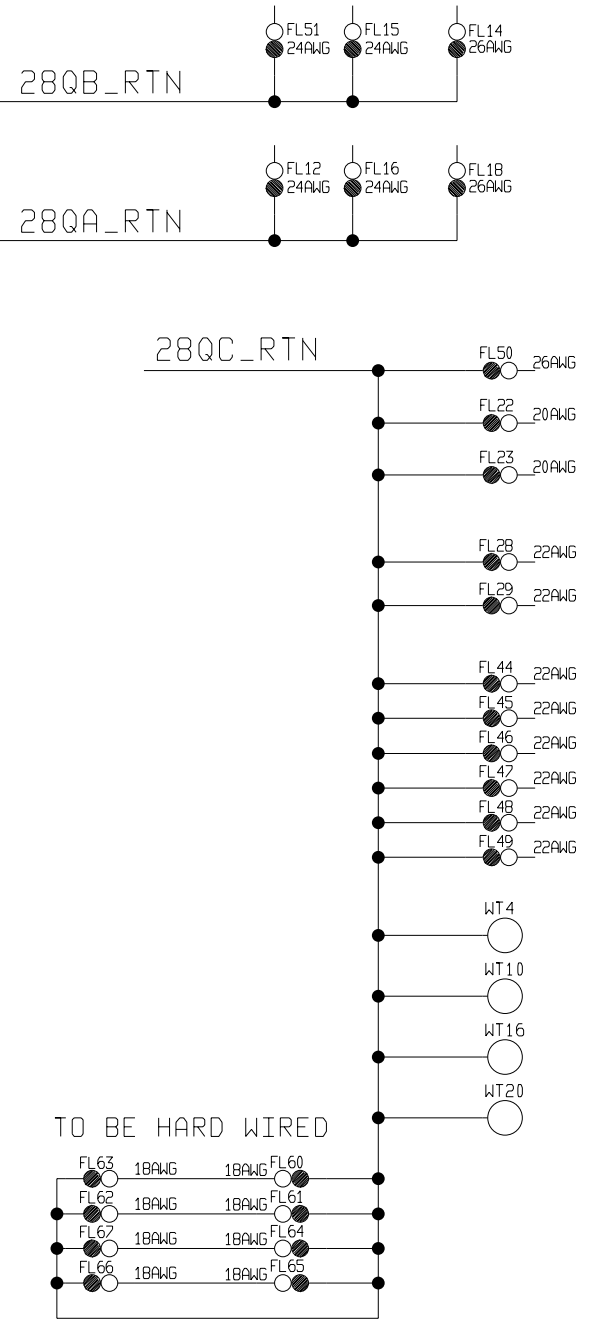 FL51 FL15 FL14
24AWG 24AWG 26AWG
28QB_RTN
FL12 FL16 FL18
24AWG 24AWG 26AWG
28QA_RTN
28QC_RTN
FL50 26AWG
FL22 20AWG
FL23 20AWG
FL28 22AWG
FL29 22AWG
FL44 22AWG
FL45 22AWG
FL46 22AWG
FL47 22AWG
FL48 22AWG
FL49 22AWG
WT4
WT10
WT16
WT20
TO BE HARD WIRED
FL63 18AWG 18AWG FL60
FL62 18AWG 18AWG FL61
FL67 18AWG 18AWG FL64
FL66 18AWG 18AWG FL65